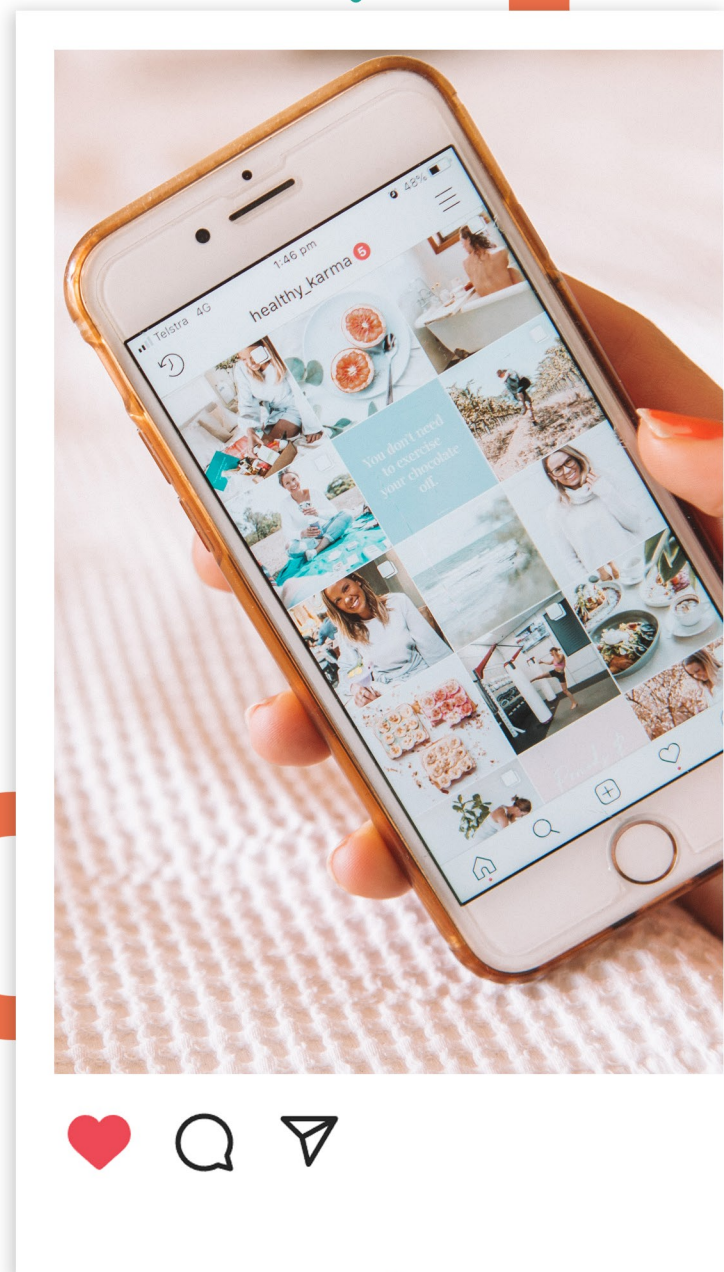 Telstra 4G
1:46 pm
48%
healthy_karma 5
You don't need
to exercise
your chocolate
off.